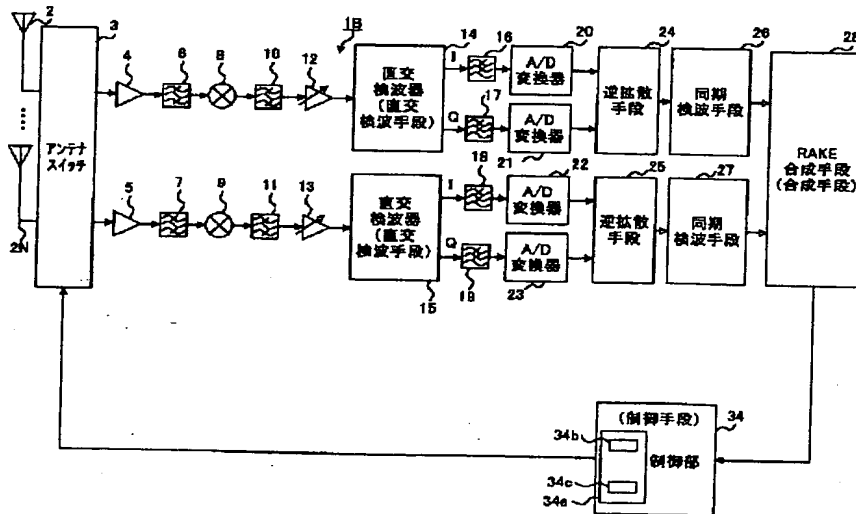 2
3
4
6
8
10
12
1B
14
I
16
20
24
26
28
アンテナ
スイッチ
直交
検波器
(直交
検波手段)
Q
17
A/D
変換器
21
A/D
変換器
逆拡散
手段
同期
検波手段
RAKE
合成手段
(合成手段)
2N
5
7
9
11
13
直交
検波器
(直交
検波手段)
15
I
18
Q
19
22
A/D
変換器
A/D
変換器
23
25
逆拡散
手段
27
同期
検波手段
(制御手段)
34
34b
制御部
34c
34a